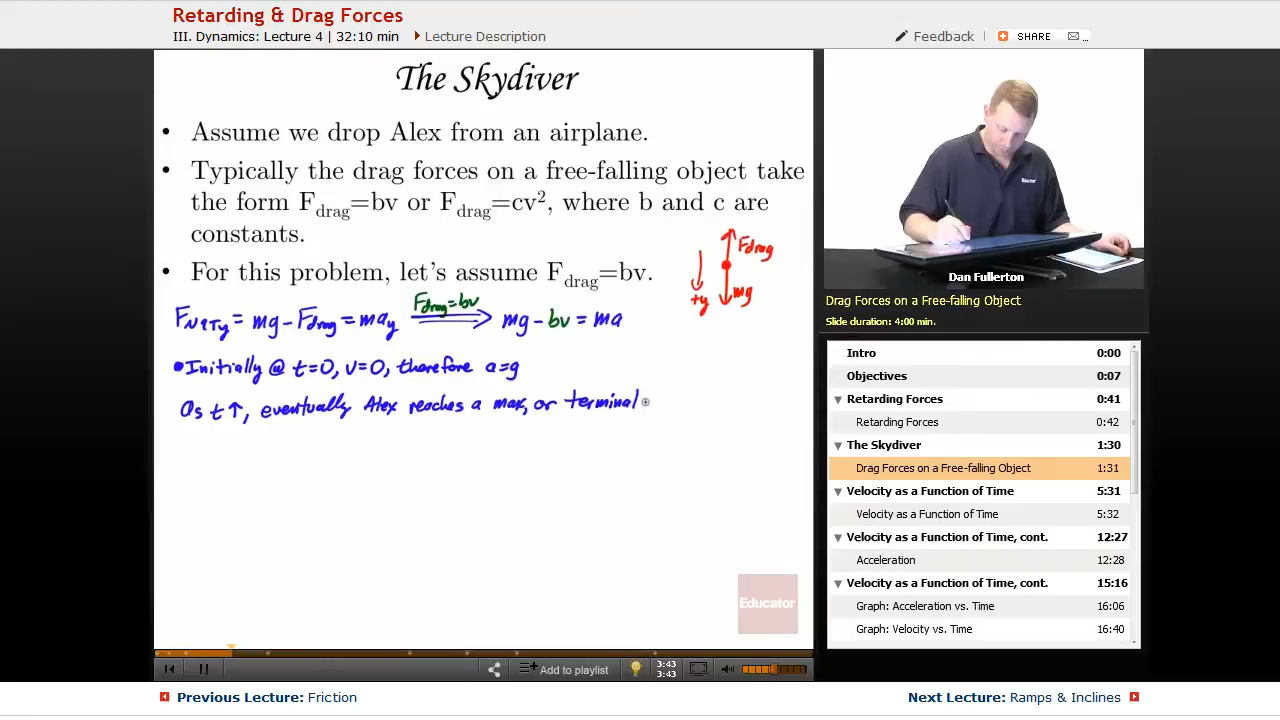 Retarding & Drag Forces
III. Dynamics: Lecture 4 | 32:10 min
Lecture Description
Feedback
SHARE
The Skydiver
• Assume we drop Alex from an airplane.
• Typically the drag forces on a free-falling object take
the form Fdrag=bv or Fdrag=cv², where b and c are
constants.
• For this problem, let's assume Fdrag=bv.
Fdrag
mg
+y
FNETy = mg - Fdrag = may
Fdrag=bv
mg - bv = ma
• Initially @ t=0, v=0, therefore a=g
As t↑, eventually Alex reaches a max, or terminal
Educator
Dan Fullerton
Drag Forces on a Free-falling Object
Slide duration: 4:00 min.
Intro 0:00
Objectives 0:07
Retarding Forces 0:41
Retarding Forces 0:42
The Skydiver 1:30
Drag Forces on a Free-falling Object 1:31
Velocity as a Function of Time 5:31
Velocity as a Function of Time 5:32
Velocity as a Function of Time, cont. 12:27
Acceleration 12:28
Velocity as a Function of Time, cont. 15:16
Graph: Acceleration vs. Time 16:06
Graph: Velocity vs. Time 16:40
Add to playlist
3:43
3:43
Previous Lecture: Friction
Next Lecture: Ramps & Inclines